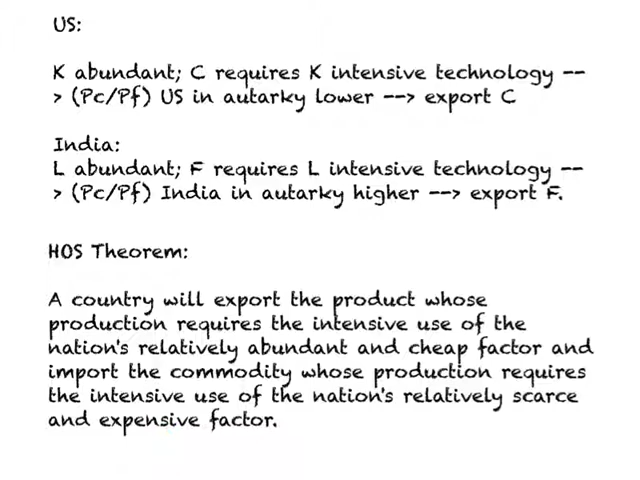 US:
K abundant; C requires K intensive technology --
> (Pc/Pf) US in autarky lower --> export C
India:
L abundant; F requires L intensive technology --
> (Pc/Pf) India in autarky higher --> export F.
HOS Theorem:
A country will export the product whose
production requires the intensive use of the
nation's relatively abundant and cheap factor and
import the commodity whose production requires
the intensive use of the nation's relatively scarce
and expensive factor.